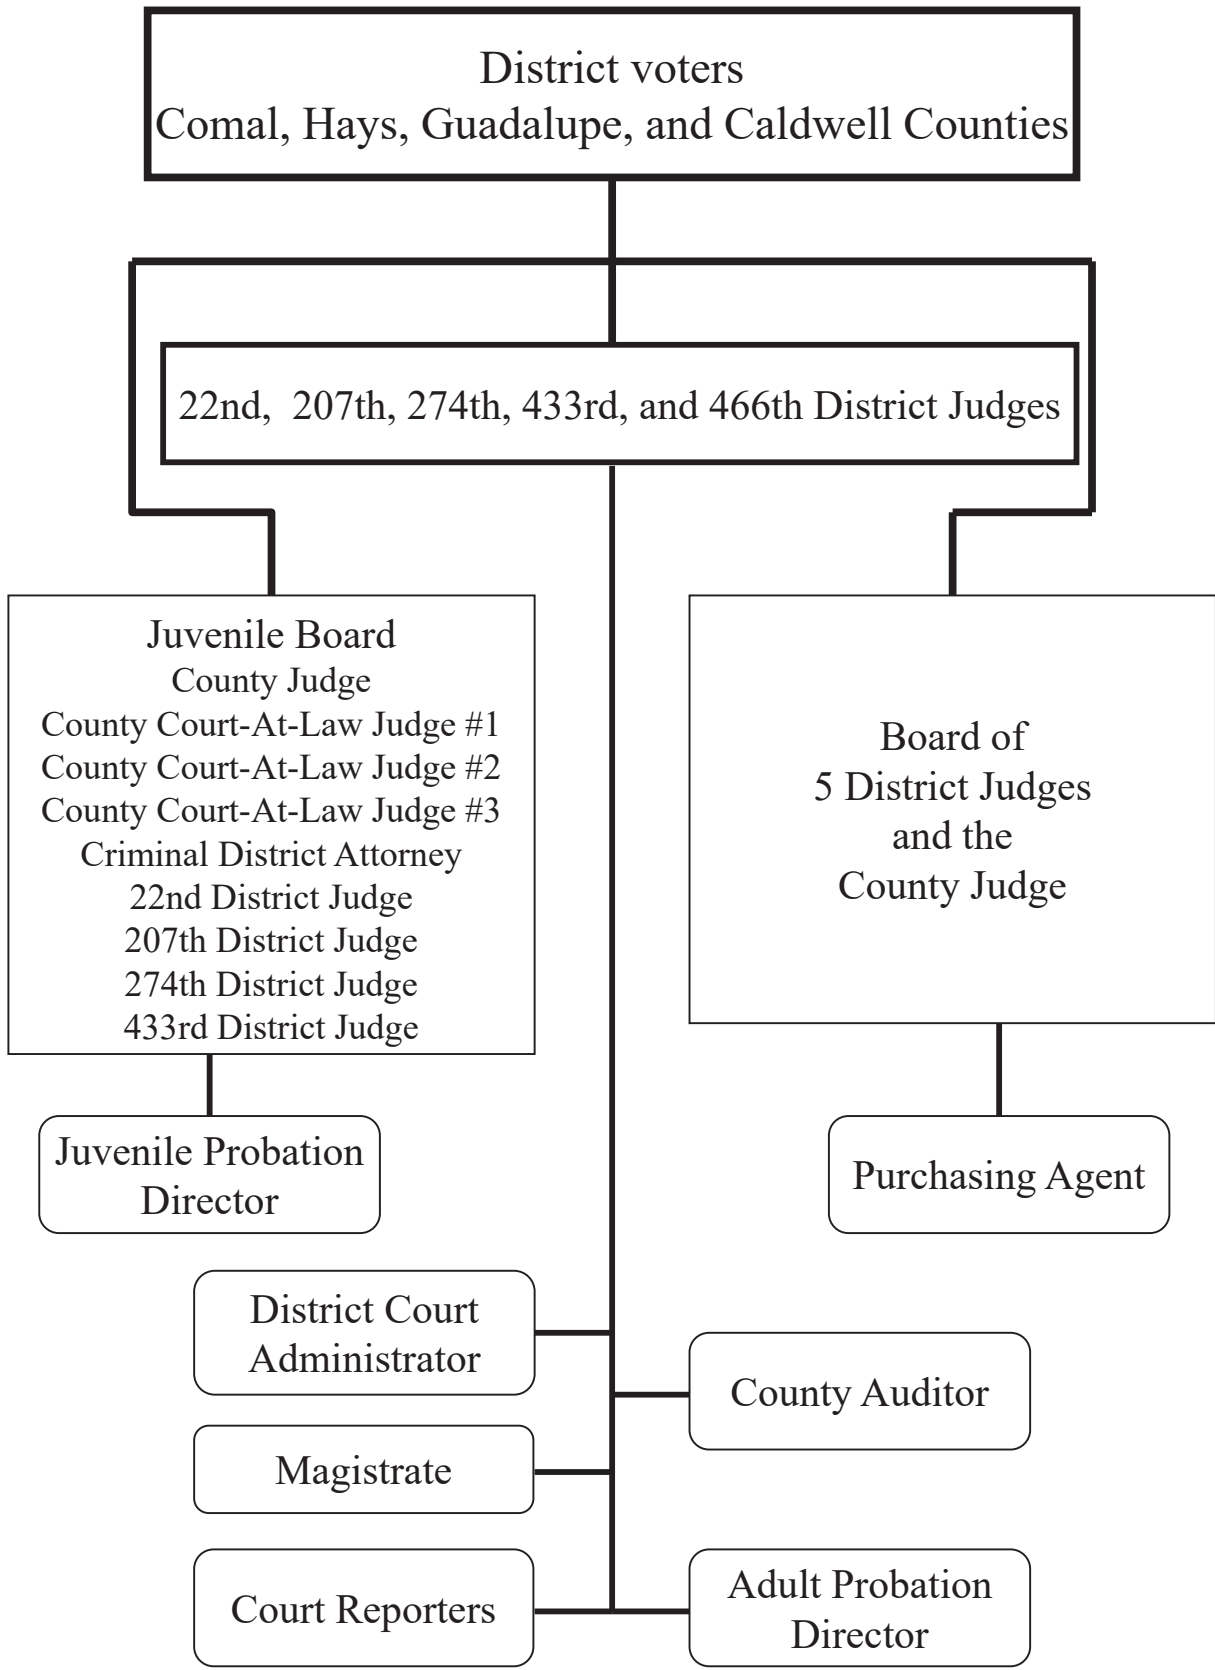 District voters
Comal, Hays, Guadalupe, and Caldwell Counties
22nd,  207th, 274th, 433rd, and 466th District Judges
Juvenile Board
County Judge
County Court-At-Law Judge #1
County Court-At-Law Judge #2
County Court-At-Law Judge #3
Criminal District Attorney
22nd District Judge
207th District Judge
274th District Judge
433rd District Judge
Board of
5 District Judges
and the
County Judge
Juvenile Probation
Director
Purchasing Agent
District Court
Administrator
County Auditor
Magistrate
Court Reporters
Adult Probation
Director